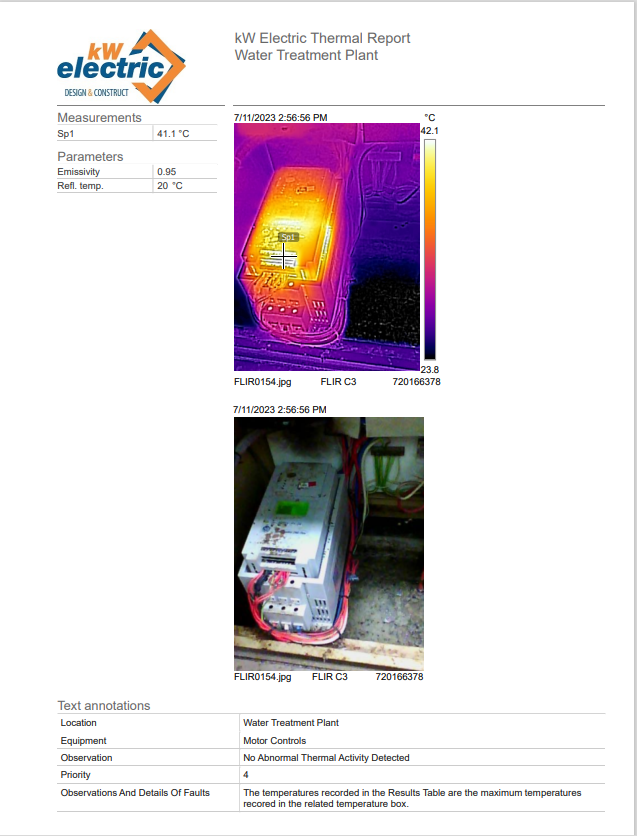 kW
electric
DESIGN & CONSTRUCT
kW Electric Thermal Report
Water Treatment Plant
Measurements
Sp1 41.1 °C
Parameters
Emissivity 0.95
Refl. temp. 20 °C
7/11/2023 2:56:56 PM
°C
42.1
Sp1
23.8
FLIR0154.jpg FLIR C3 720166378
7/11/2023 2:56:56 PM
FLIR0154.jpg FLIR C3 720166378
Text annotations
Location Water Treatment Plant
Equipment Motor Controls
Observation No Abnormal Thermal Activity Detected
Priority 4
Observations And Details Of Faults The temperatures recorded in the Results Table are the maximum temperatures
recored in the related temperature box.